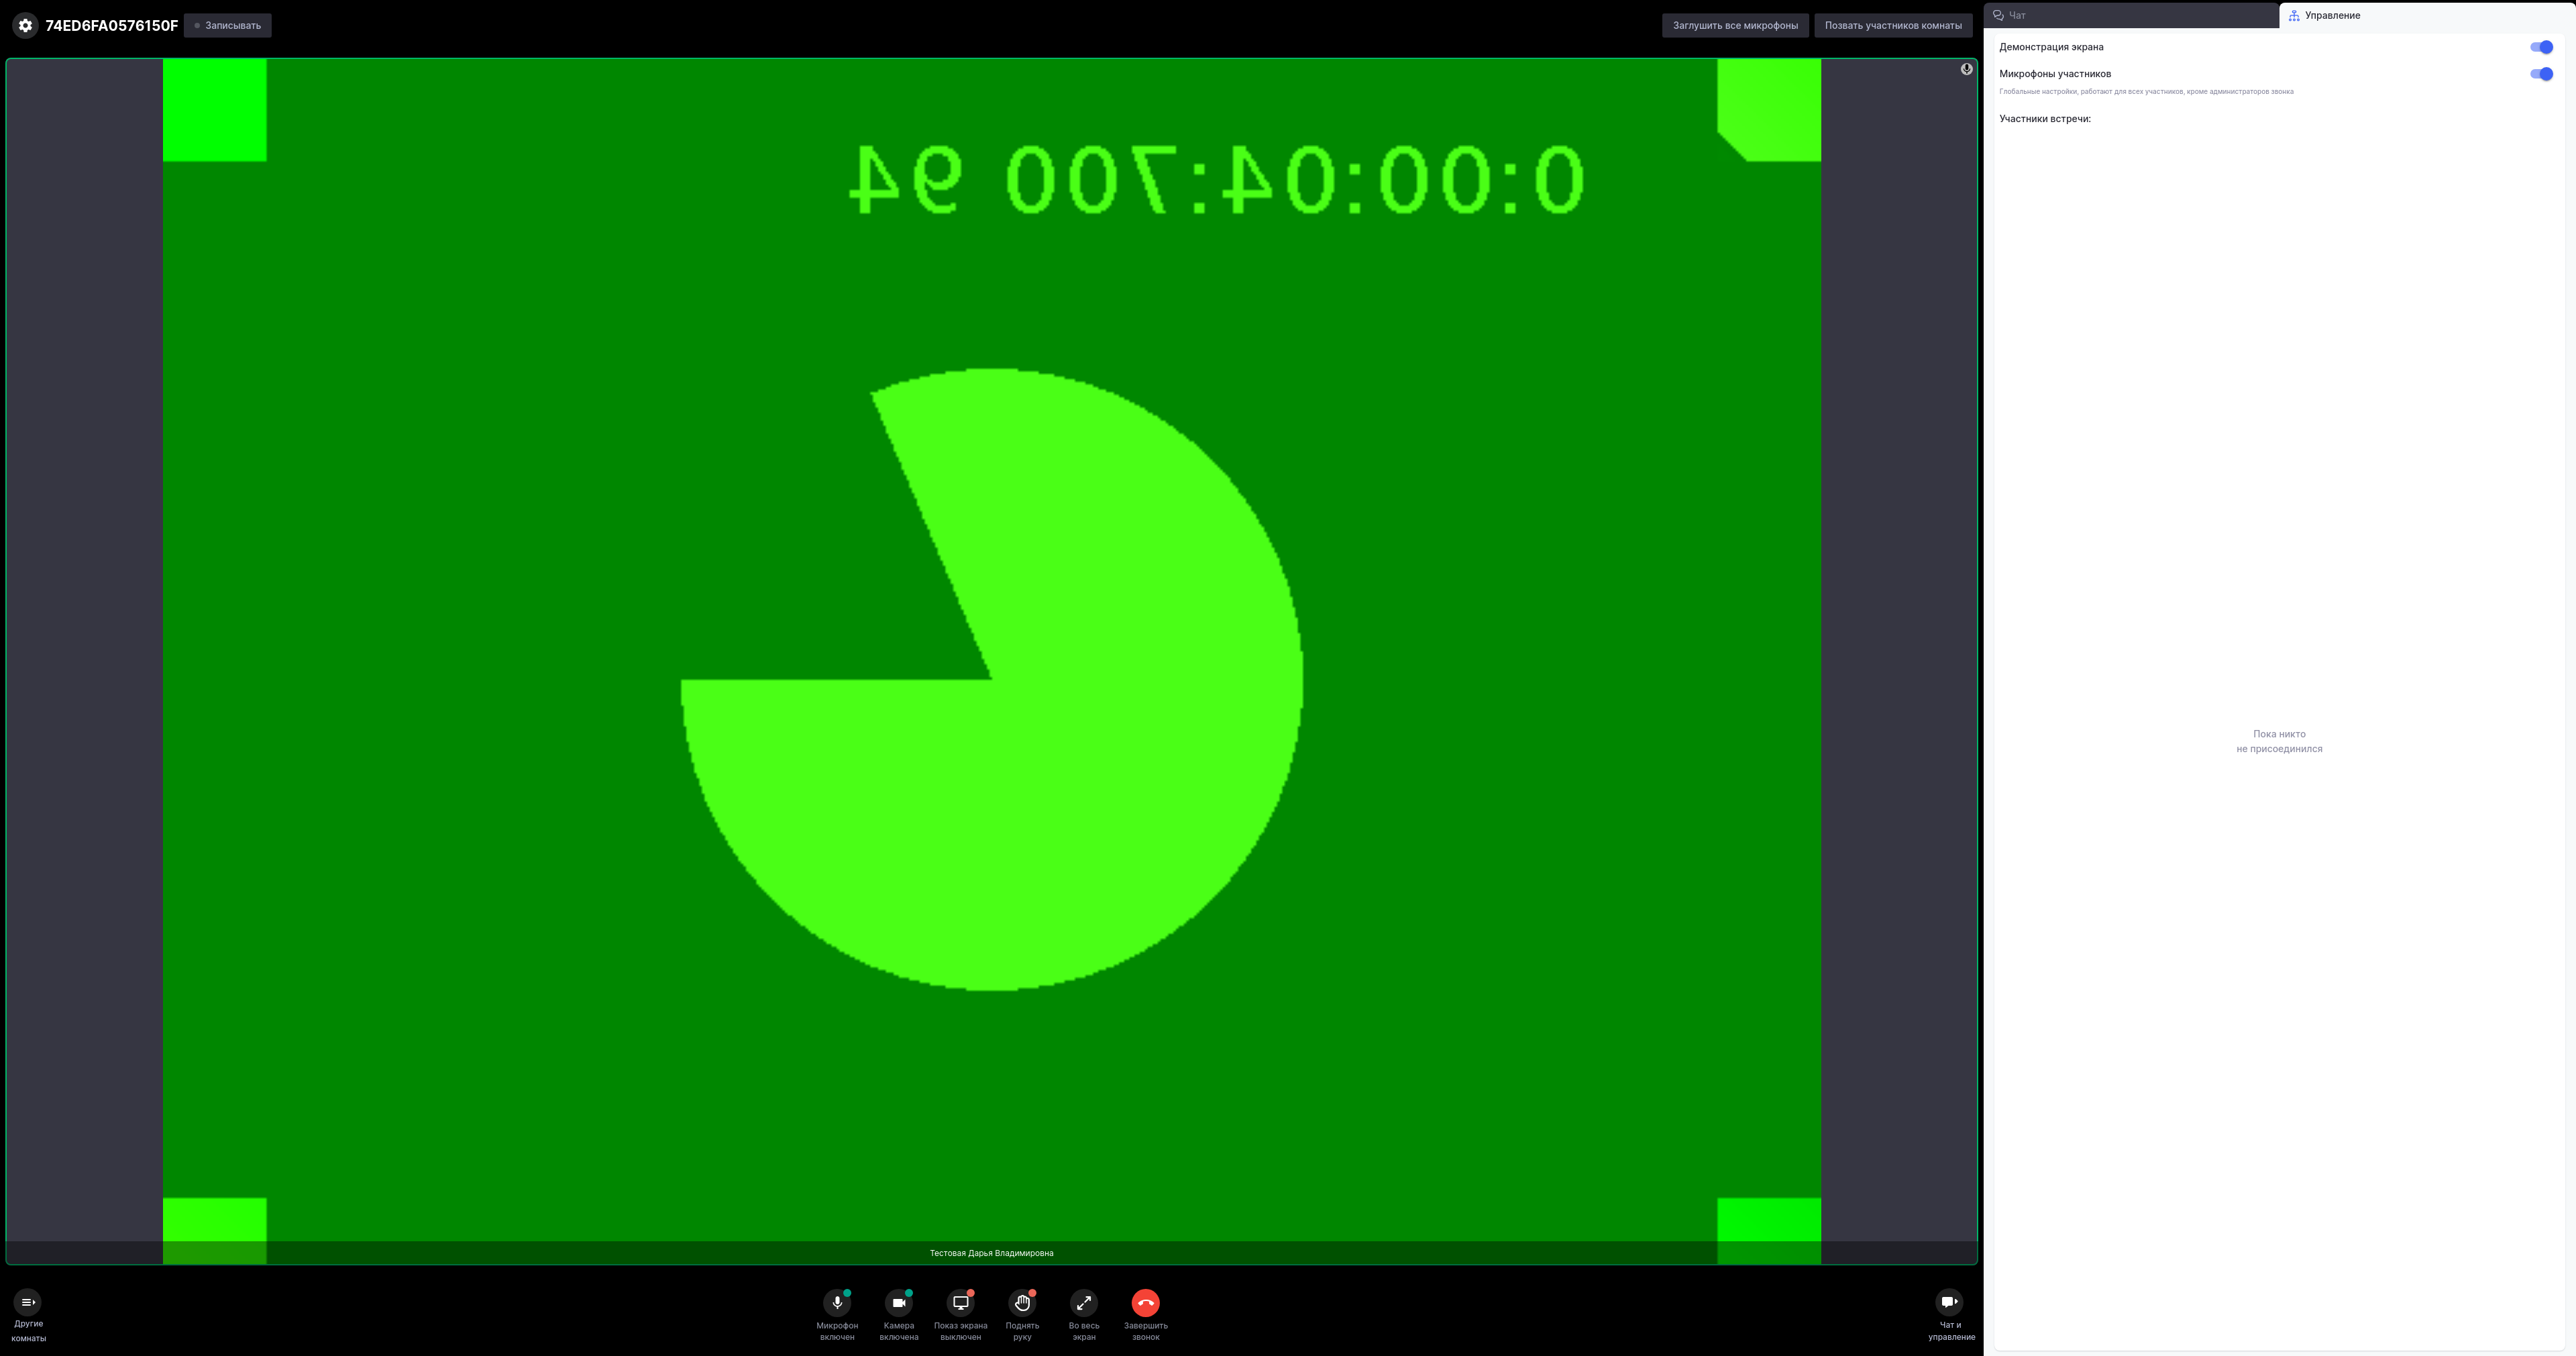 74ED6FA0576150F
Записывать
Заглушить все микрофоны
Позвать участников комнаты
0:00:04:700 94
Тестовая Дарья Владимировна
Другие
комнаты
Микрофон
включен
Камера
включена
Показ экрана
выключен
Поднять
руку
Во весь
экран
Завершить
звонок
Чат и
управление
Чат
Управление
Демонстрация экрана
Микрофоны участников
Глобальные настройки, работают для всех участников, кроме администраторов звонка
Участники встречи:
Пока никто
не присоединился